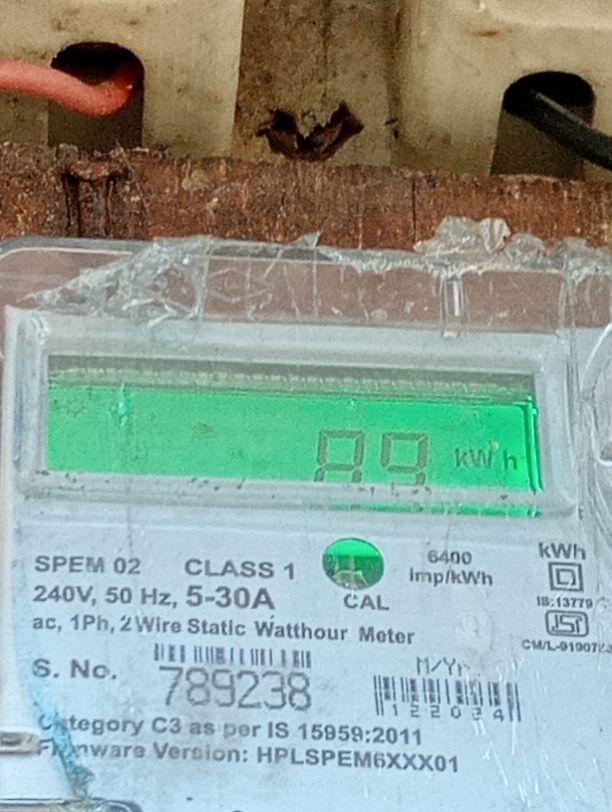 89 kWh
SPEM 02 CLASS 1 6400 imp/kWh kWh
240V, 50 Hz, 5-30A CAL IS:13779
ac, 1Ph, 2 Wire Static Watthour Meter
ISI
S. No. 789238 M/Yr.
122024
Category C3 as per IS 15959:2011
Firmware Version: HPLSPEM6XXX01